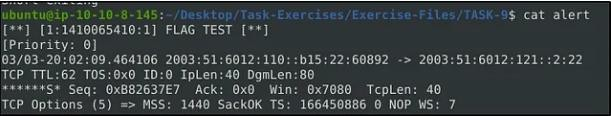 ubuntu@ip-10-10-8-145:~/Desktop/Task-Exercises/Exercise-Files/TASK-9$ cat alert
[**] [1:1410065410:1] FLAG TEST [**]
[Priority: 0]
03/03-20:02:09.464106 2003:51:6012:110::b15:22:60892 -> 2003:51:6012:121::2:22
TCP TTL:62 TOS:0x0 ID:0 IpLen:40 DgmLen:80
******S* Seq: 0xB82637E7  Ack: 0x0  Win: 0x7080  TcpLen: 40
TCP Options (5) => MSS: 1440 SackOK TS: 166450886 0 NOP WS: 7